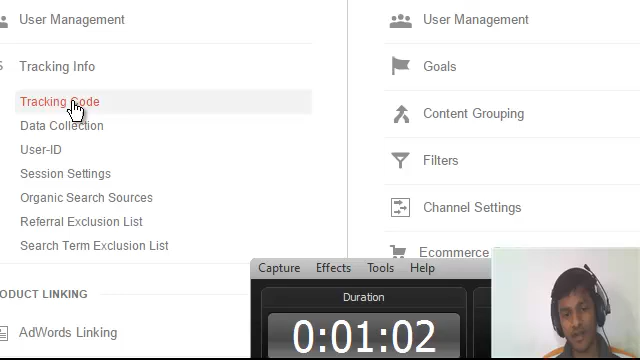 User Management
Tracking Info
Tracking Code
Data Collection
User-ID
Session Settings
Organic Search Sources
Referral Exclusion List
Search Term Exclusion List
PRODUCT LINKING
AdWords Linking
User Management
Goals
Content Grouping
Filters
Channel Settings
Ecommerce
Capture Effects Tools Help
Duration
0:01:02